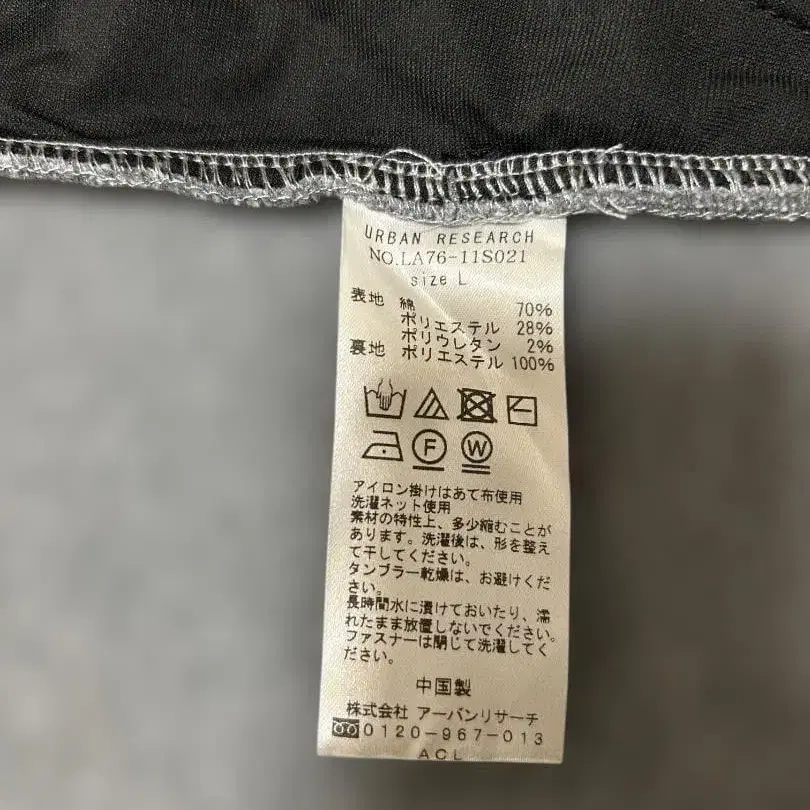 URBAN RESEARCH
NO.LA76-11S021
size L
表地 綿 70%
ポリエステル 28%
ポリウレタン 2%
裏地 ポリエステル 100%
F W
アイロン掛けはあて布使用
洗濯ネット使用
素材の特性上、多少縮むことが
あります。洗濯後は、形を整え
て干してください。
タンブラー乾燥は、お避けくだ
さい。
長時間水に漬けておいたり、濡
れたまま放置しないでください。
ファスナーは閉じて洗濯してく
ださい。
中国製
株式会社 アーバンリサーチ
0120-967-013
ACL